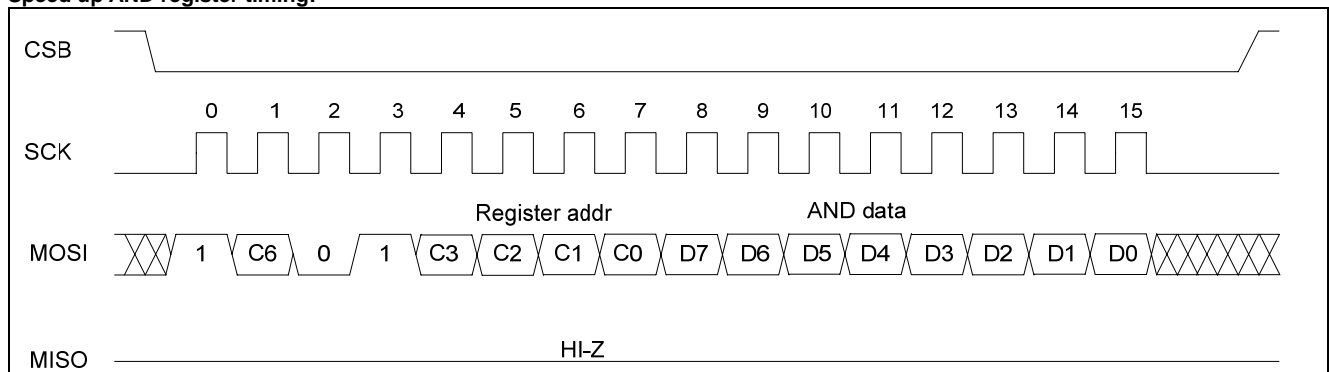 Speed up AND register timing:
CSB
0 1 2 3 4 5 6 7 8 9 10 11 12 13 14 15
SCK
Register addr AND data
MOSI 1 C6 0 1 C3 C2 C1 C0 D7 D6 D5 D4 D3 D2 D1 D0
HI-Z
MISO